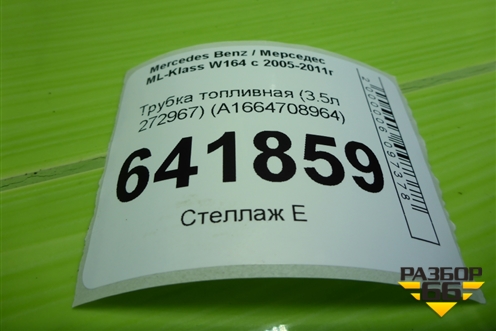 Mercedes Benz / Мерседес
ML-Klass W164 с 2005-2011г
Трубка топливная (3.5л
272967) (A1664708964)
641859
Стеллаж Е
РАЗБОР
66